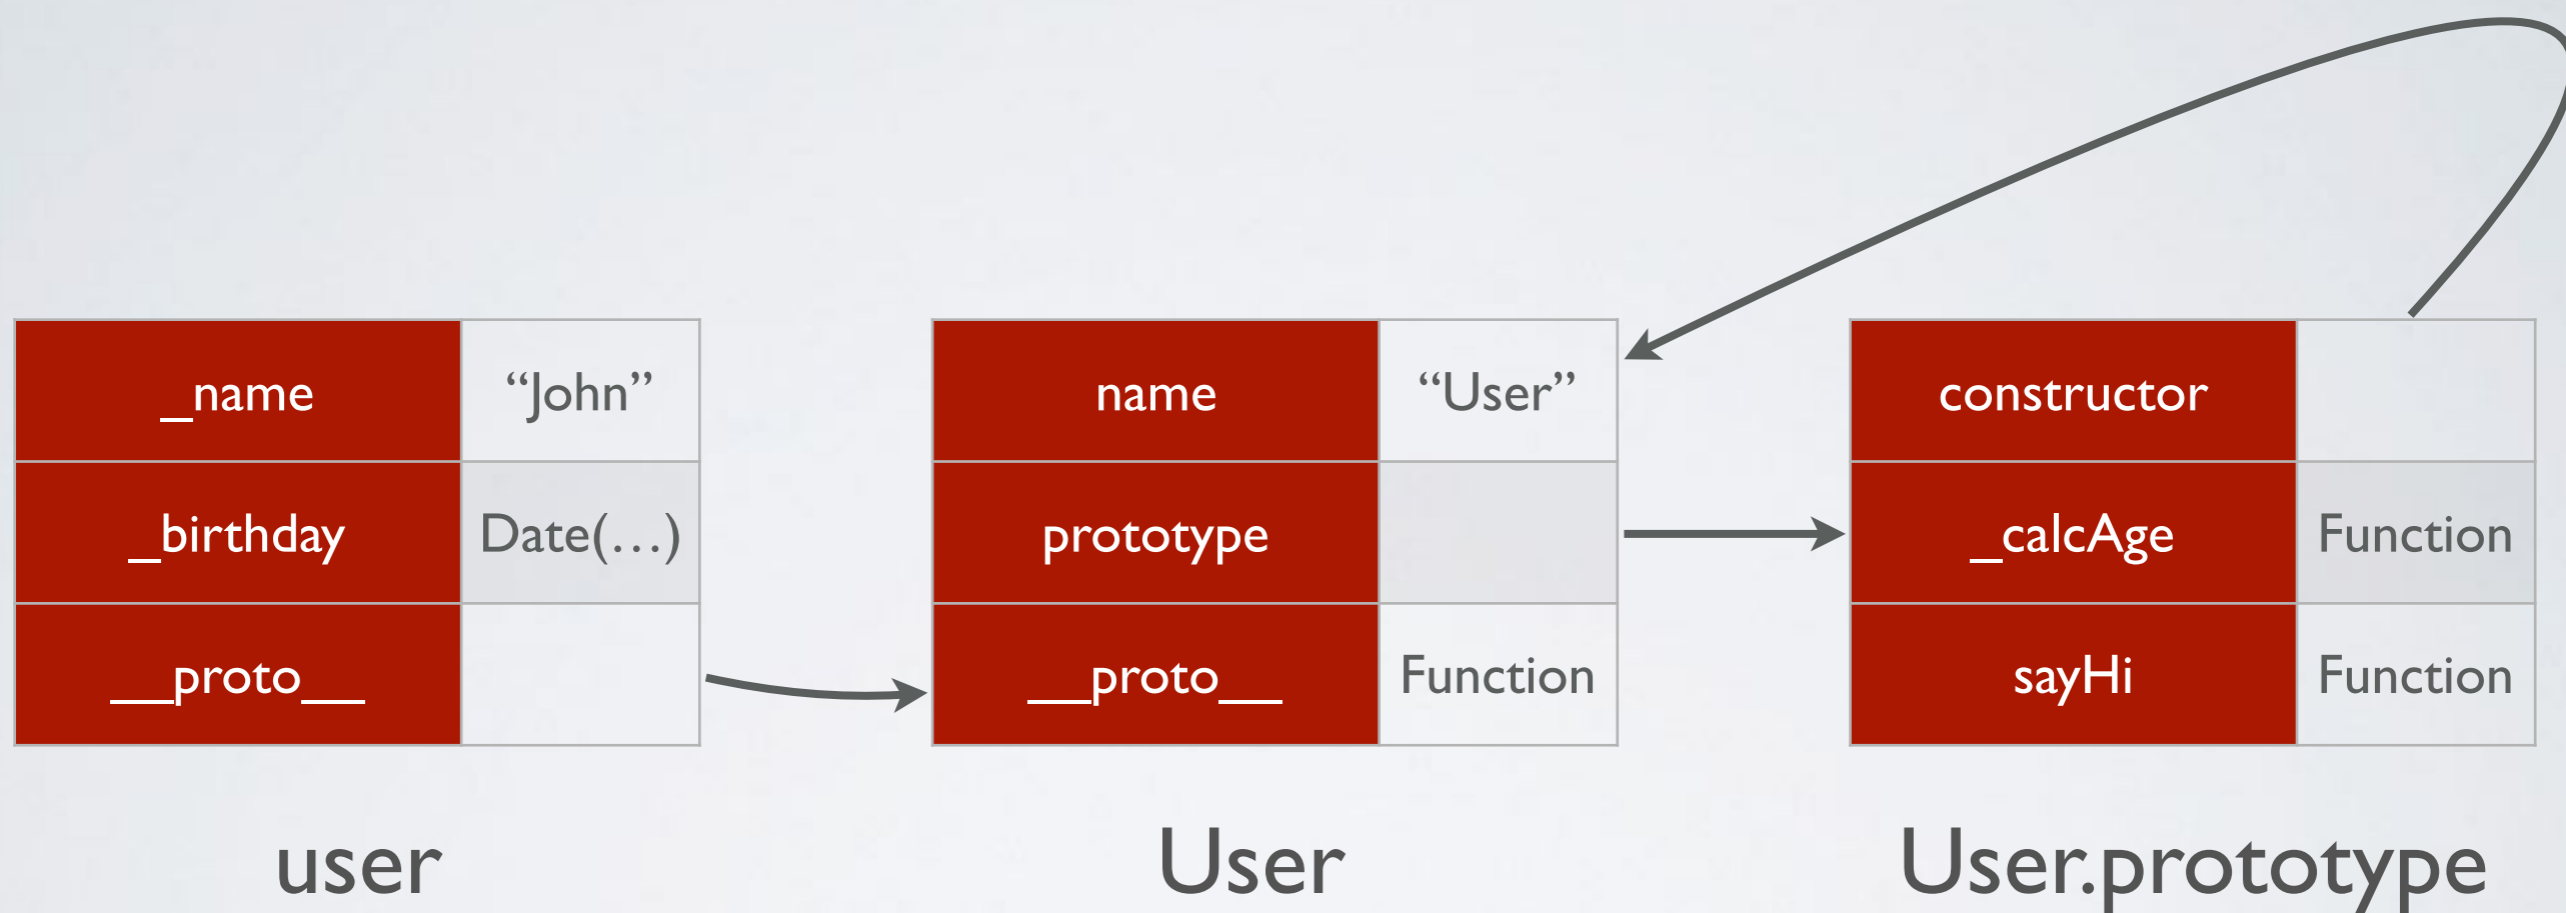 _name “John”
_birthday Date(…)
__proto__
user
name “User”
prototype
__proto__ Function
User
constructor
_calcAge Function
sayHi Function
User.prototype